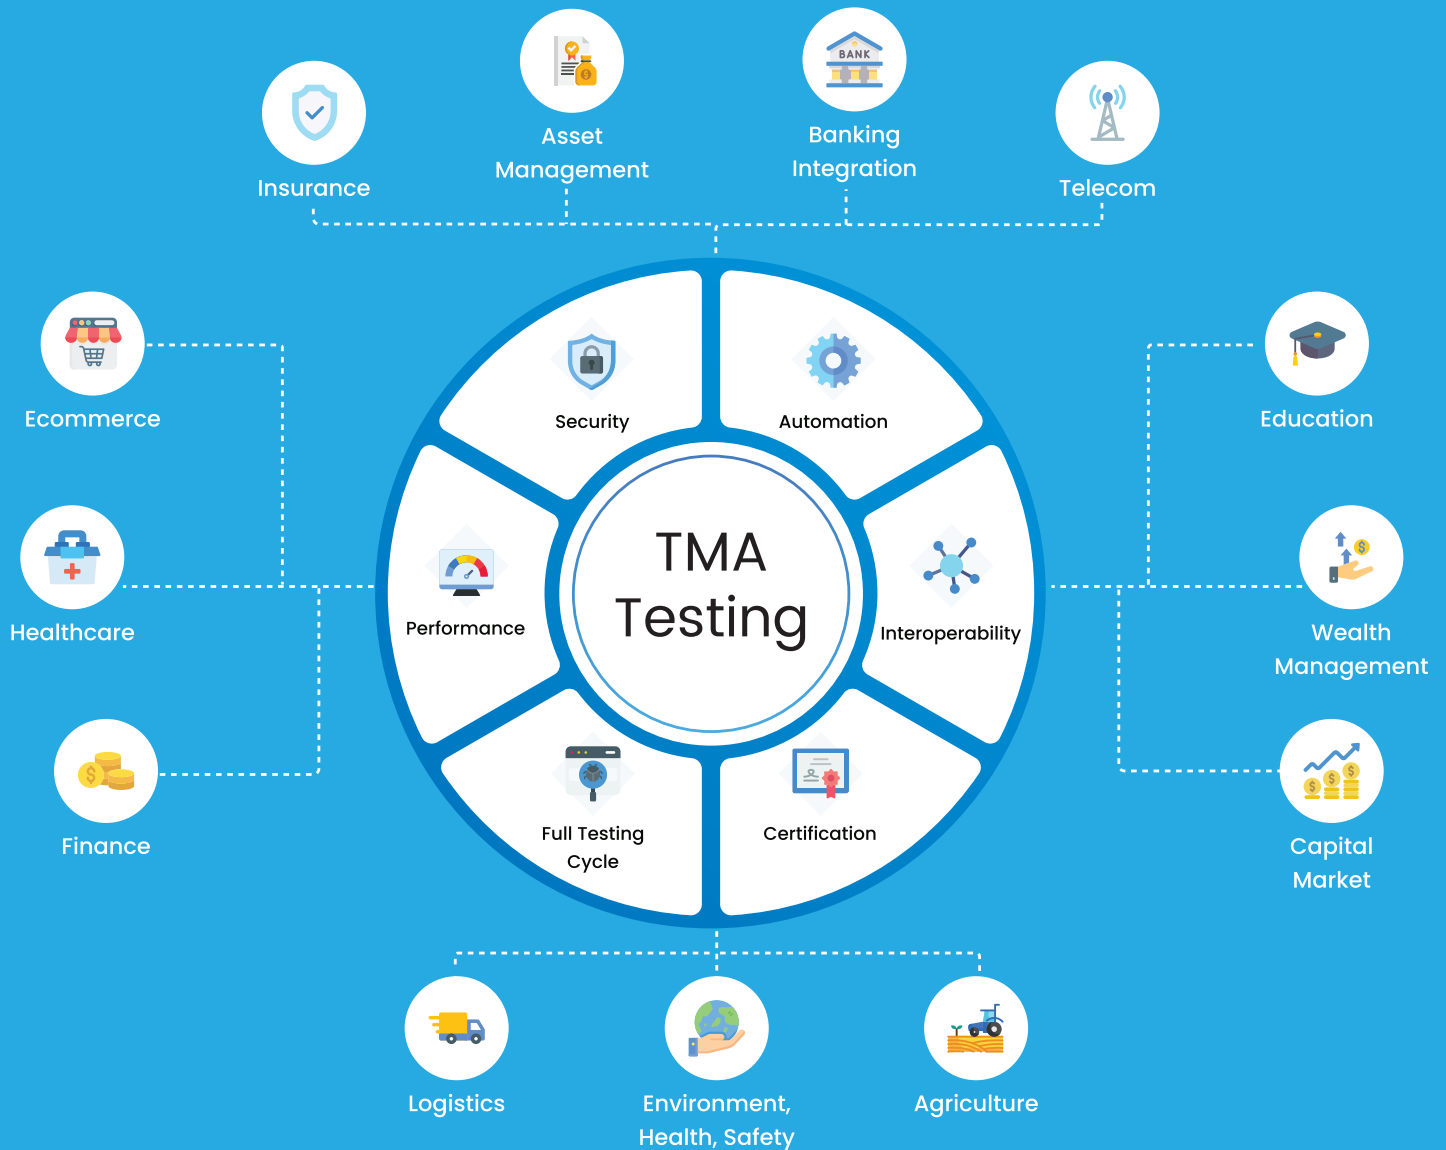 BANK
Asset
Management
Banking
Integration
Insurance
Telecom
Ecommerce
Education
Security
Automation
TMA
Testing
Performance
Interoperability
Healthcare
Wealth
Management
Full Testing
Cycle
Certification
Finance
Capital
Market
Logistics
Environment,
Health, Safety
Agriculture